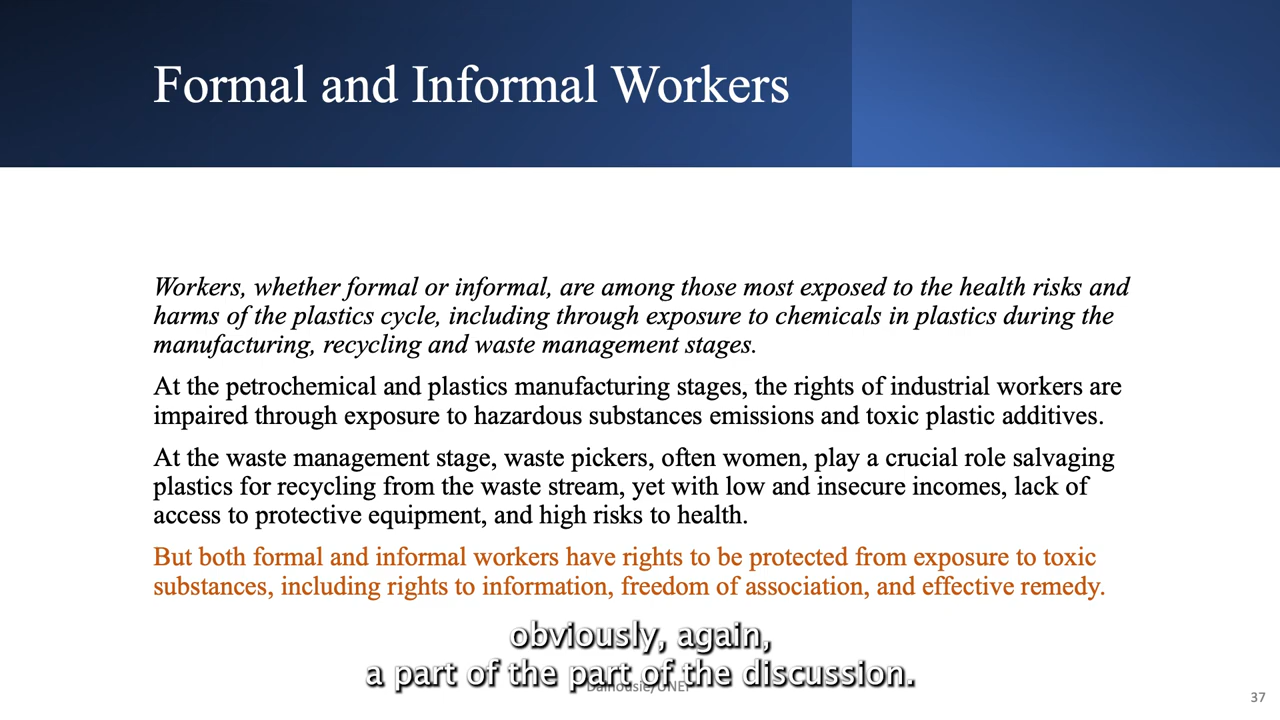 Formal and Informal Workers
Workers, whether formal or informal, are among those most exposed to the health risks and
harms of the plastics cycle, including through exposure to chemicals in plastics during the
manufacturing, recycling and waste management stages.
At the petrochemical and plastics manufacturing stages, the rights of industrial workers are
impaired through exposure to hazardous substances emissions and toxic plastic additives.
At the waste management stage, waste pickers, often women, play a crucial role salvaging
plastics for recycling from the waste stream, yet with low and insecure incomes, lack of
access to protective equipment, and high risks to health.
But both formal and informal workers have rights to be protected from exposure to toxic
substances, including rights to information, freedom of association, and effective remedy.
obviously, again,
a part of the part of the discussion.
Dalhousie/UNEP
37